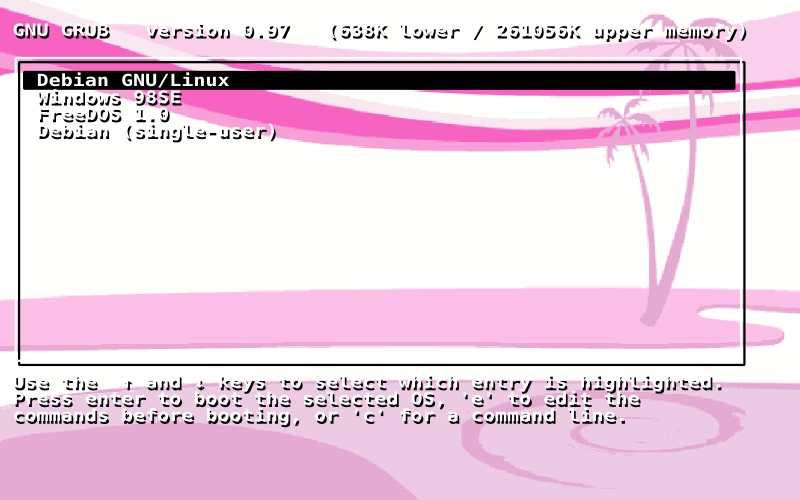 GNU GRUB version 0.97 (638K lower / 261056K upper memory)
Debian GNU/Linux
Windows 98SE
FreeDOS 1.0
Debian (single-user)
Use the ↑ and ↓ keys to select which entry is highlighted.
Press enter to boot the selected OS, 'e' to edit the
commands before booting, or 'c' for a command line.